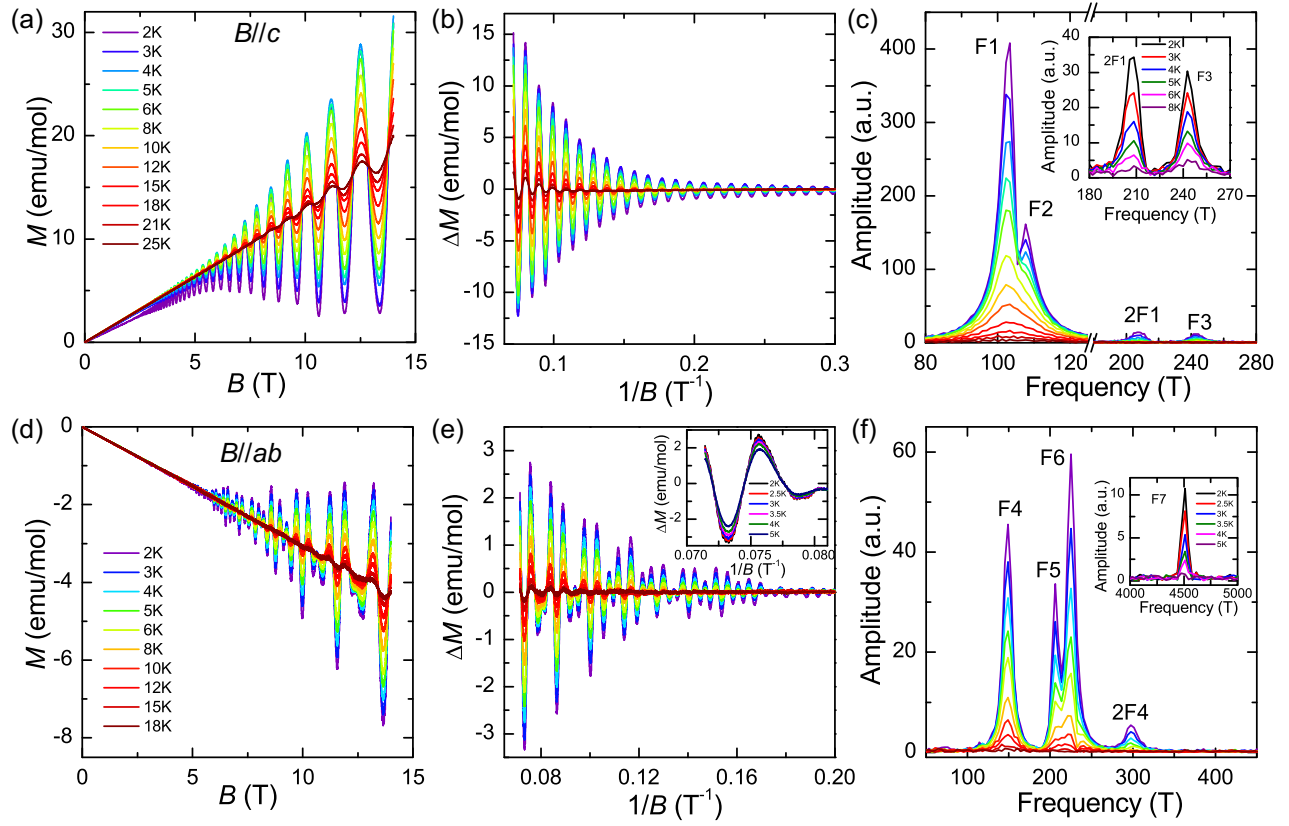 (a)
B//c
2K
3K
4K
5K
6K
8K
10K
12K
15K
18K
21K
25K
30
20
10
0
M (emu/mol)
0 5 10 15
B (T)
(b)
15
10
5
0
-5
-10
-15
ΔM (emu/mol)
0.1 0.2 0.3
1/B (T⁻¹)
(c)
F1
F2
2F1
F3
400
350
300
250
200
150
100
50
0
Amplitude (a.u.)
80 100 120 200 240 280
Frequency (T)
2F1
F3
2K
3K
4K
5K
6K
8K
40
30
20
10
0
Amplitude (a.u.)
180 210 240 270
Frequency (T)
(d)
B//ab
2K
3K
4K
5K
6K
8K
10K
12K
15K
18K
0
-2
-4
-6
-8
M (emu/mol)
0 5 10 15
B (T)
(e)
3
2
1
0
-1
-2
-3
ΔM (emu/mol)
0.08 0.12 0.16 0.20
1/B (T⁻¹)
2K
2.5K
3K
3.5K
4K
5K
2
0
-2
ΔM (emu/mol)
0.070 0.075 0.080
1/B (T⁻¹)
(f)
F4
F5
F6
2F4
60
40
20
0
Amplitude (a.u.)
100 200 300 400
Frequency (T)
F7
2K
2.5K
3K
3.5K
4K
5K
10
5
0
Amplitude (a.u.)
4000 4500 5000
Frequency (T)